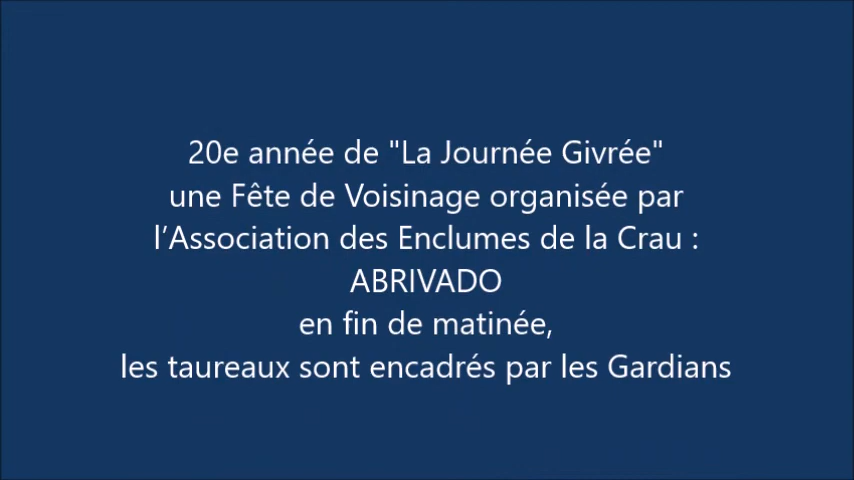 20e année de "La Journée Givrée"
une Fête de Voisinage organisée par
l’Association des Enclumes de la Crau :
ABRIVADO
en fin de matinée,
les taureaux sont encadrés par les Gardians